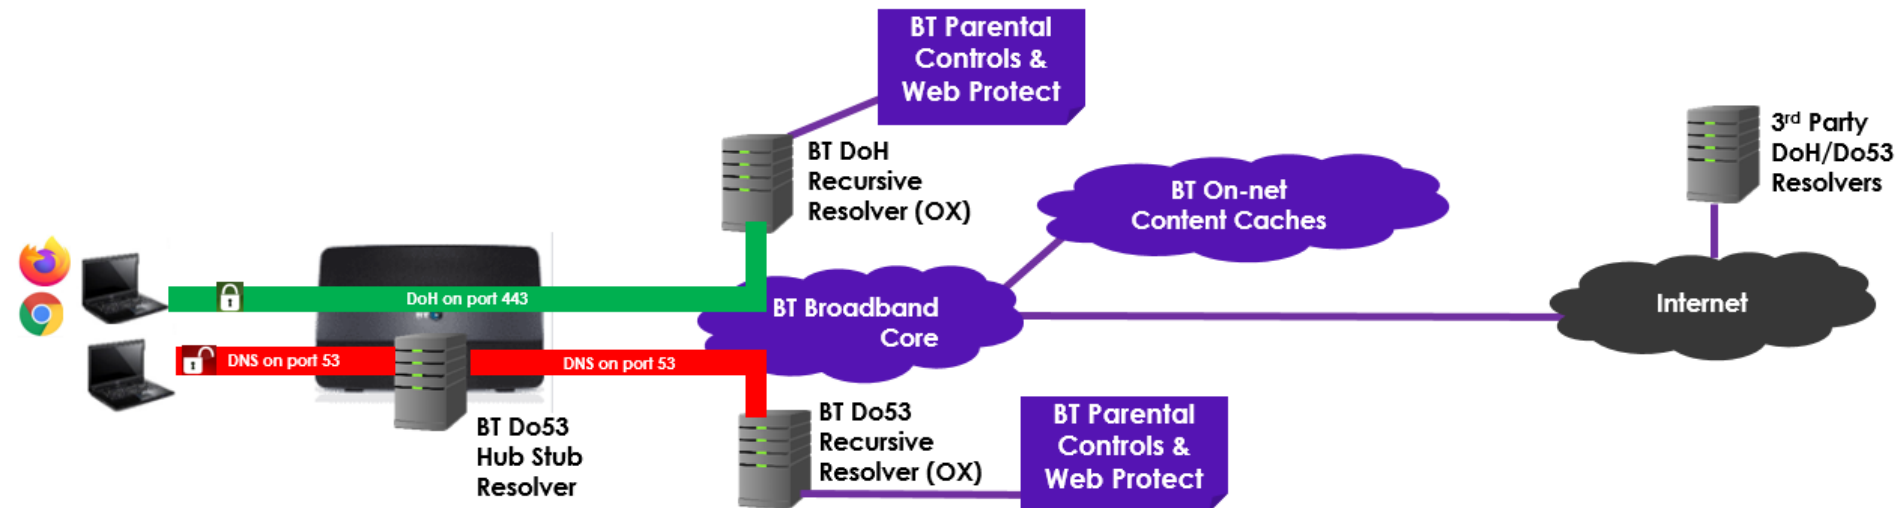 BT Parental
Controls &
Web Protect
BT DoH
Recursive
Resolver (OX)
3rd Party
DoH/Do53
Resolvers
BT On-net
Content Caches
DoH on port 443
BT Broadband
Core
Internet
DNS on port 53
DNS on port 53
BT Do53
Hub Stub
Resolver
BT Do53
Recursive
Resolver (OX)
BT Parental
Controls &
Web Protect